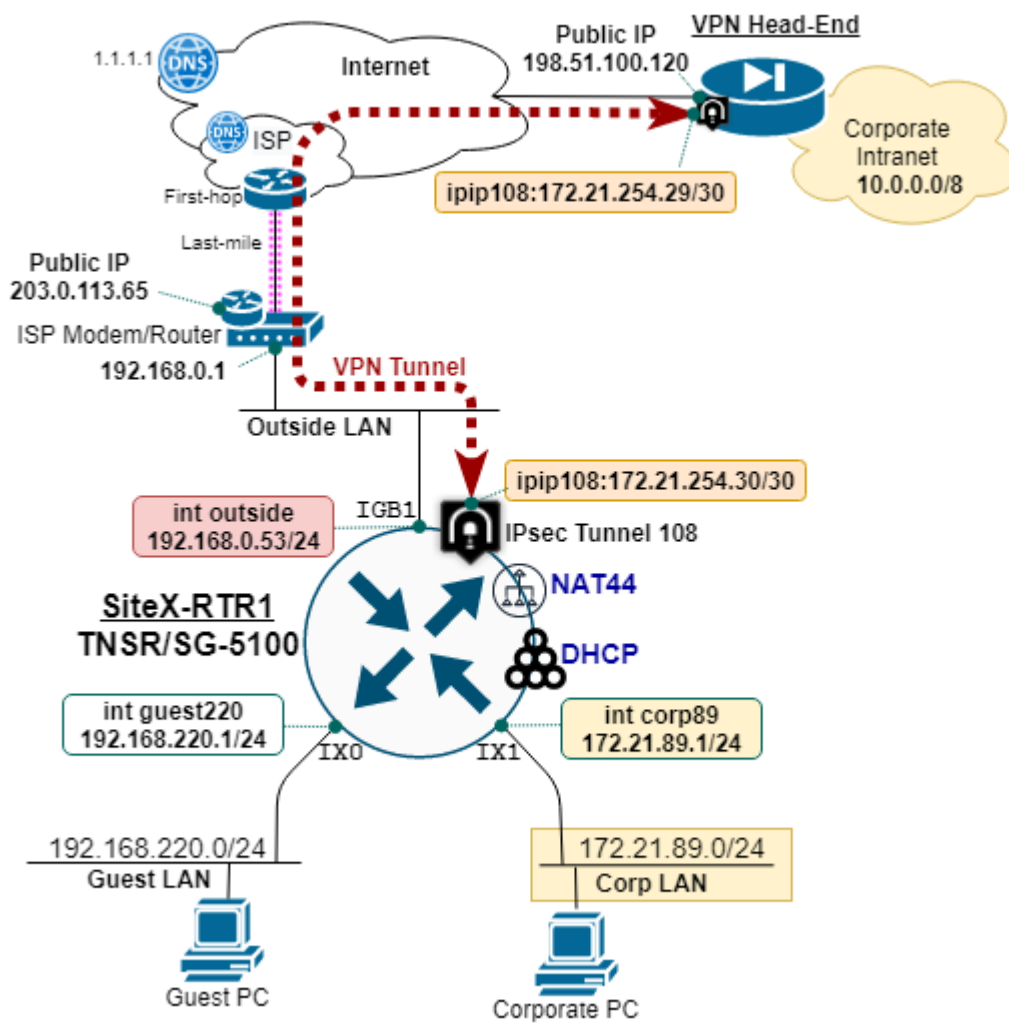 VPN Head-End
Public IP
198.51.100.120
1.1.1.1
DNS
Internet
DNS
ISP
Corporate
Intranet
10.0.0.0/8
First-hop
ipip108:172.21.254.29/30
Last-mile
Public IP
203.0.113.65
ISP Modem/Router
192.168.0.1
VPN Tunnel
Outside LAN
ipip108:172.21.254.30/30
int outside
192.168.0.53/24
IGB1
IPsec Tunnel 108
NAT44
SiteX-RTR1
TNSR/SG-5100
DHCP
int guest220
192.168.220.1/24
int corp89
172.21.89.1/24
IX0
IX1
192.168.220.0/24
Guest LAN
172.21.89.0/24
Corp LAN
Guest PC
Corporate PC